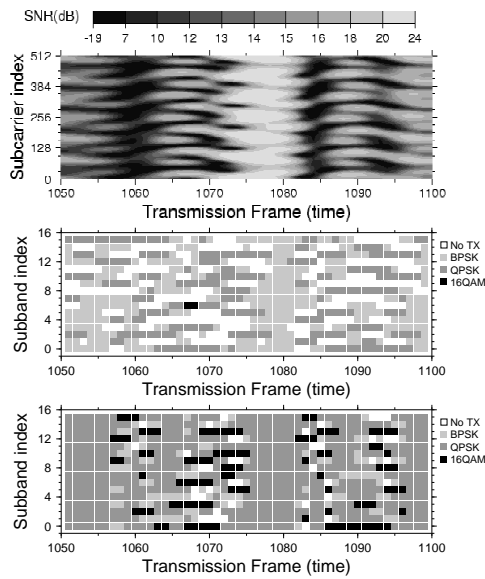 SNR(dB)
-19 7 10 12 13 14 15 16 18 20 24
Subcarrier index
512
384
256
128
0
1050 1060 1070 1080 1090 1100
Transmission Frame (time)
Subband index
16
12
8
4
0
No TX
BPSK
QPSK
16QAM
1050 1060 1070 1080 1090 1100
Transmission Frame (time)
Subband index
16
12
8
4
0
No TX
BPSK
QPSK
16QAM
1050 1060 1070 1080 1090 1100
Transmission Frame (time)